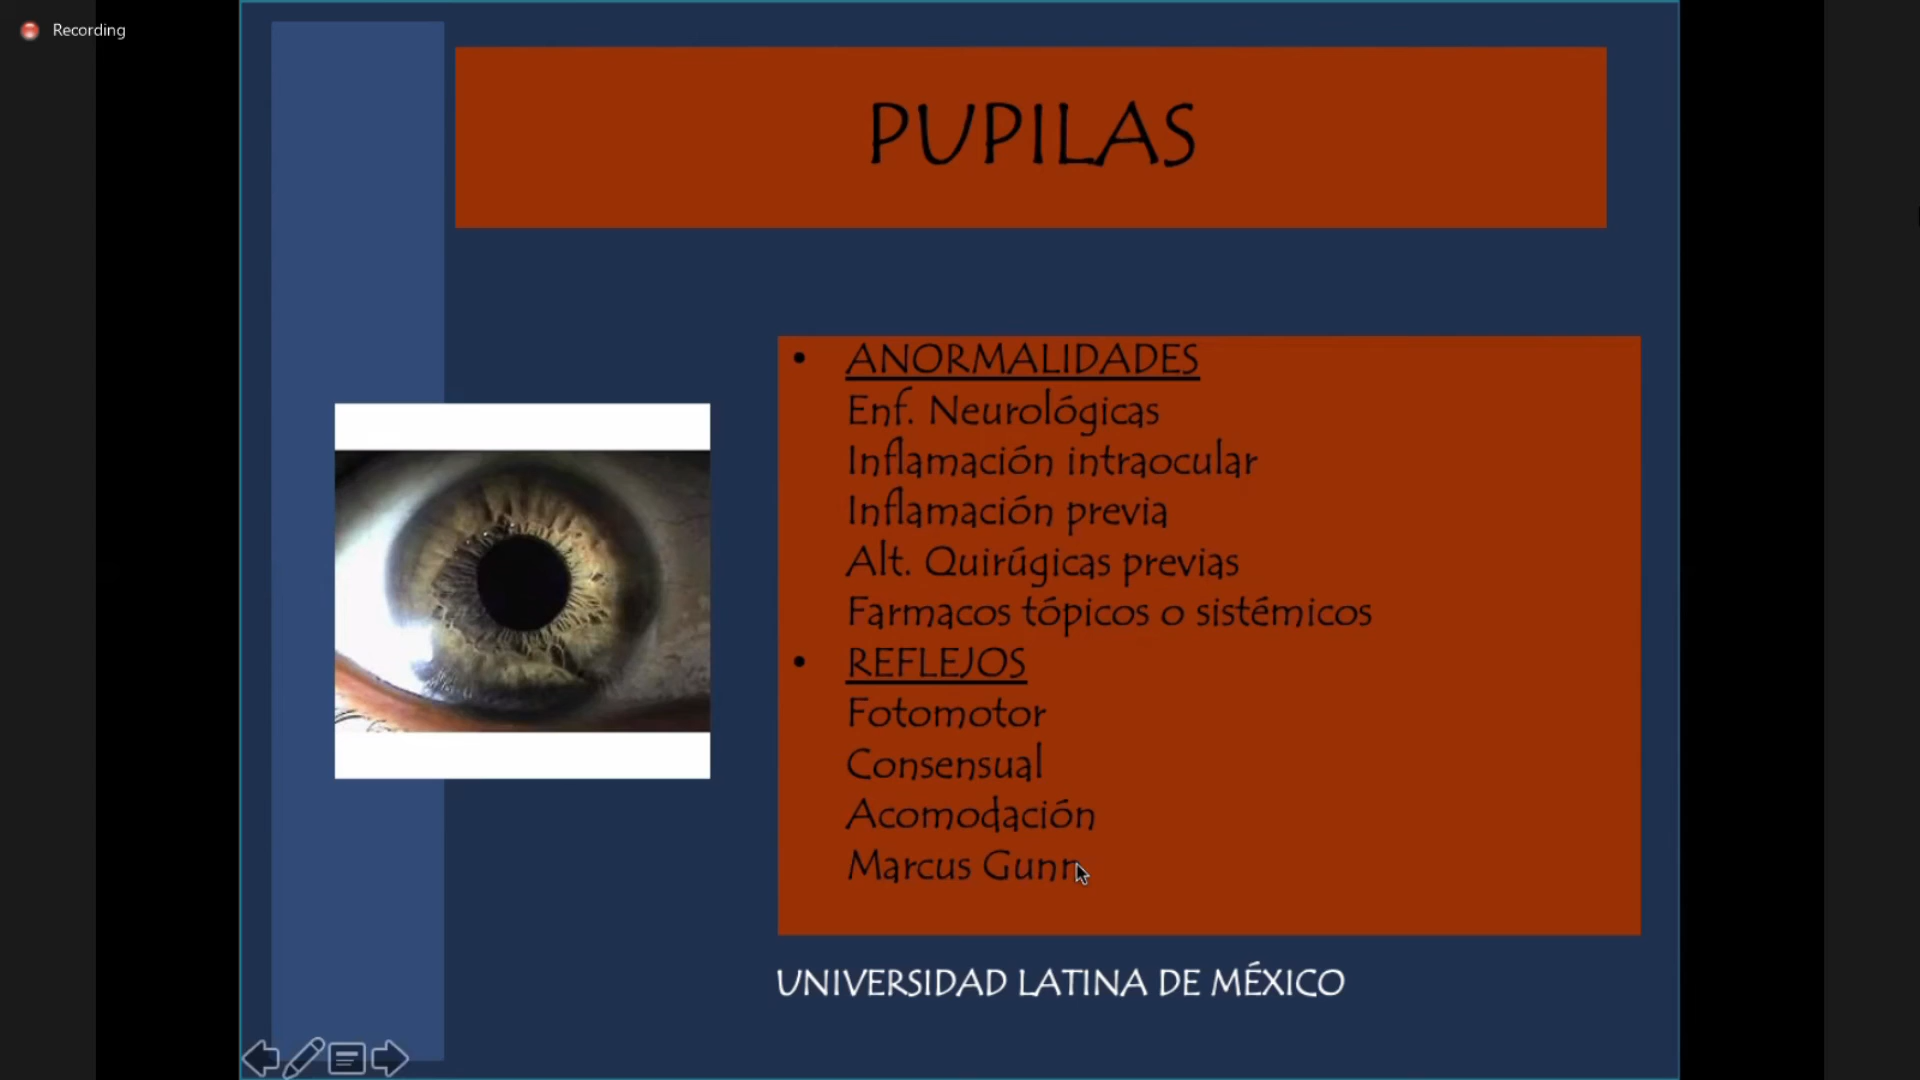 Recording
PUPILAS
• ANORMALIDADES
Enf. Neurológicas
Inflamación intraocular
Inflamación previa
Alt. Quirúgicas previas
Farmacos tópicos o sistémicos
• REFLEJOS
Fotomotor
Consensual
Acomodación
Marcus Gunn
UNIVERSIDAD LATINA DE MÉXICO